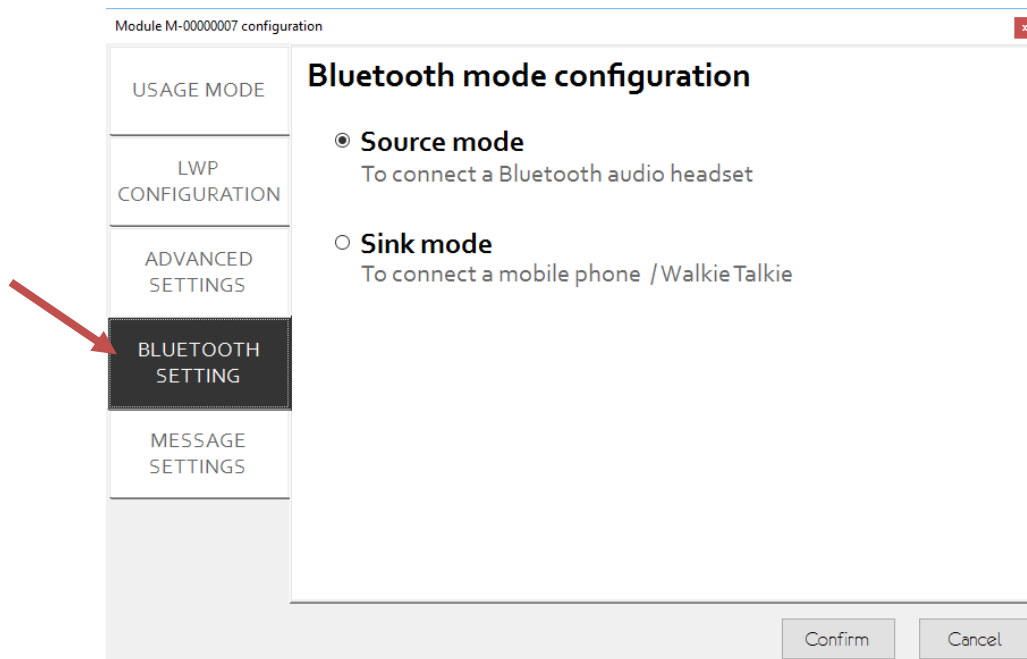 Module M-00000007 configuration
x
USAGE MODE
LWP
CONFIGURATION
ADVANCED
SETTINGS
BLUETOOTH
SETTING
MESSAGE
SETTINGS
Bluetooth mode configuration
Source mode
To connect a Bluetooth audio headset
Sink mode
To connect a mobile phone / Walkie Talkie
Confirm
Cancel